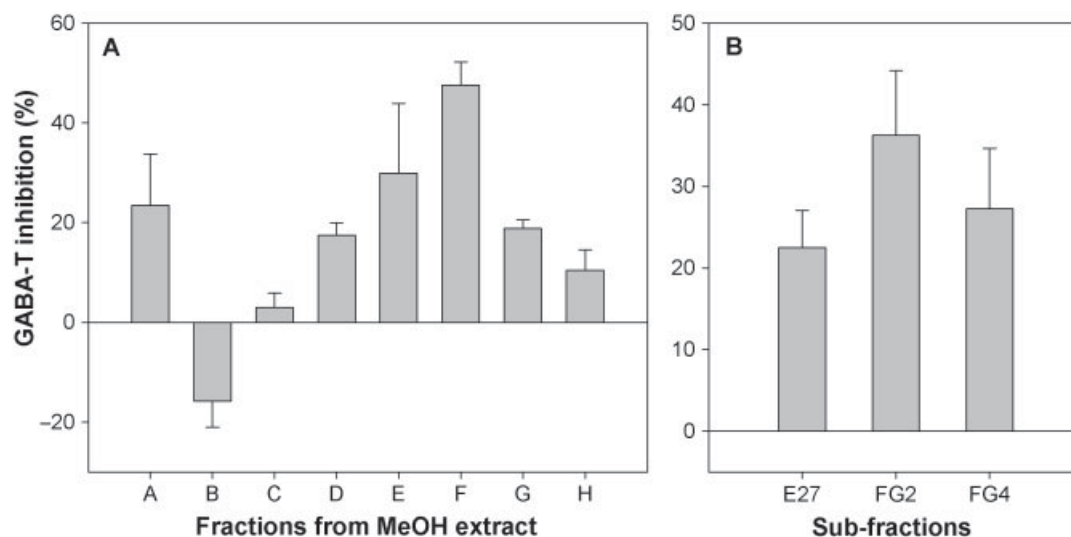 A
GABA-T inhibition (%)
60
40
20
0
–20
A B C D E F G H
Fractions from MeOH extract
B
50
40
30
20
10
0
E27 FG2 FG4
Sub-fractions